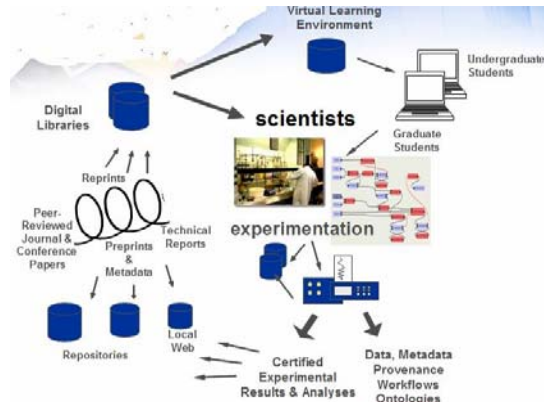 Virtual Learning
Environment
Undergraduate
Students
Digital
Libraries
scientists
Graduate
Students
Reprints
Peer-
Reviewed
Journal &
Conference
Papers
Technical
Reports
Preprints
&
Metadata
experimentation
Local
Web
Repositories
Certified
Experimental
Results & Analyses
Data, Metadata
Provenance
Workflows
Ontologies